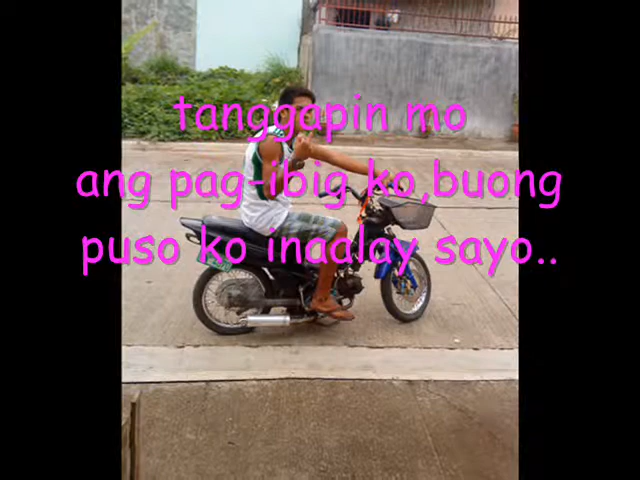 tanggapin mo
ang pag-ibig ko,buong
puso ko inaalay sayo..